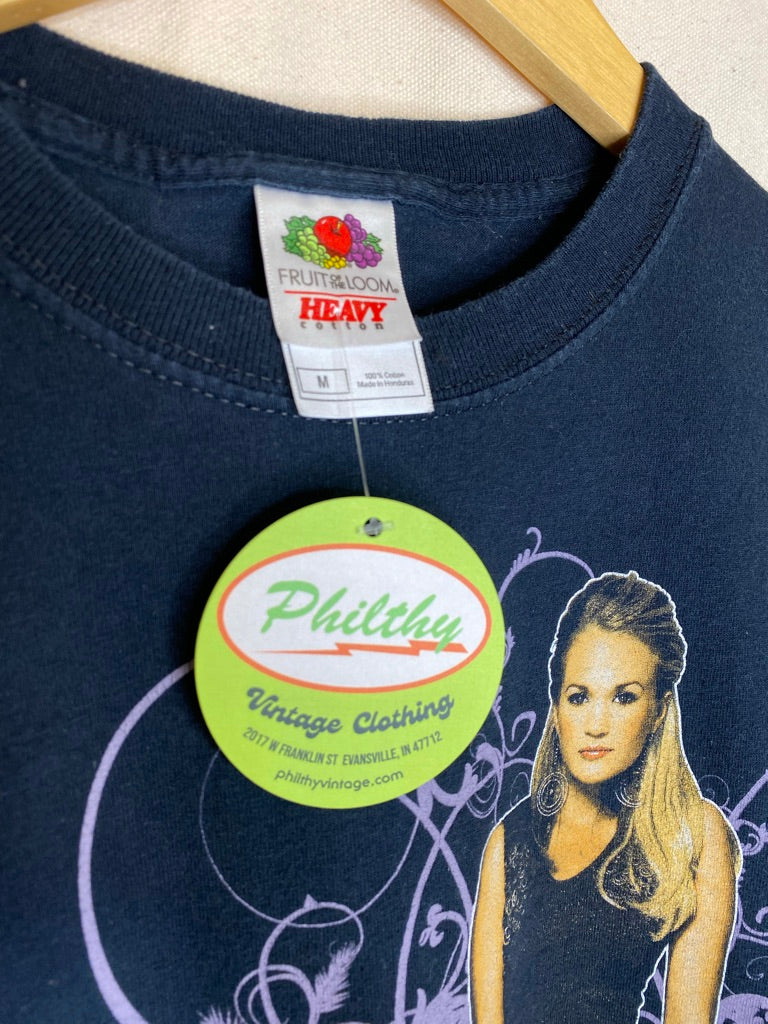 FRUIT OF THE LOOM®
HEAVY
cotton
M
100% Cotton
Made In Honduras
Philthy
Vintage Clothing
2017 W FRANKLIN ST EVANSVILLE, IN 47712
philthyvintage.com